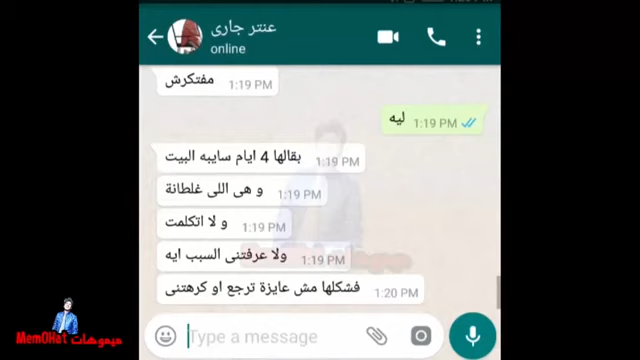 عنتر جارى
online
مفتكرش
1:19 PM
ليه
1:19 PM
بقالها 4 ايام سايبه البيت
1:19 PM
و هى اللى غلطانة
1:19 PM
و لا اتكلمت
1:19 PM
ولا عرفتنى السبب ايه
1:19 PM
فشكلها مش عايزة ترجع او كرهتنى
1:20 PM
Type a message
MemOHat ميموهات